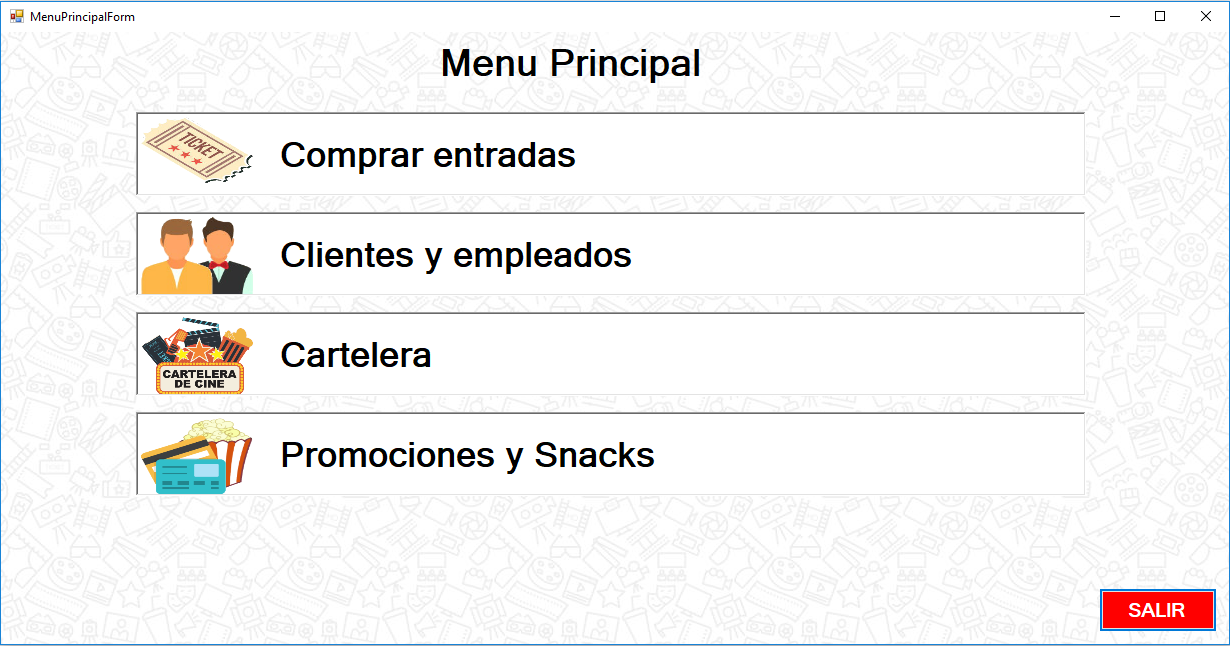 MenuPrincipalForm
Menu Principal
TICKET
Comprar entradas
Clientes y empleados
CARTELERA
DE CINE
Cartelera
Promociones y Snacks
SALIR